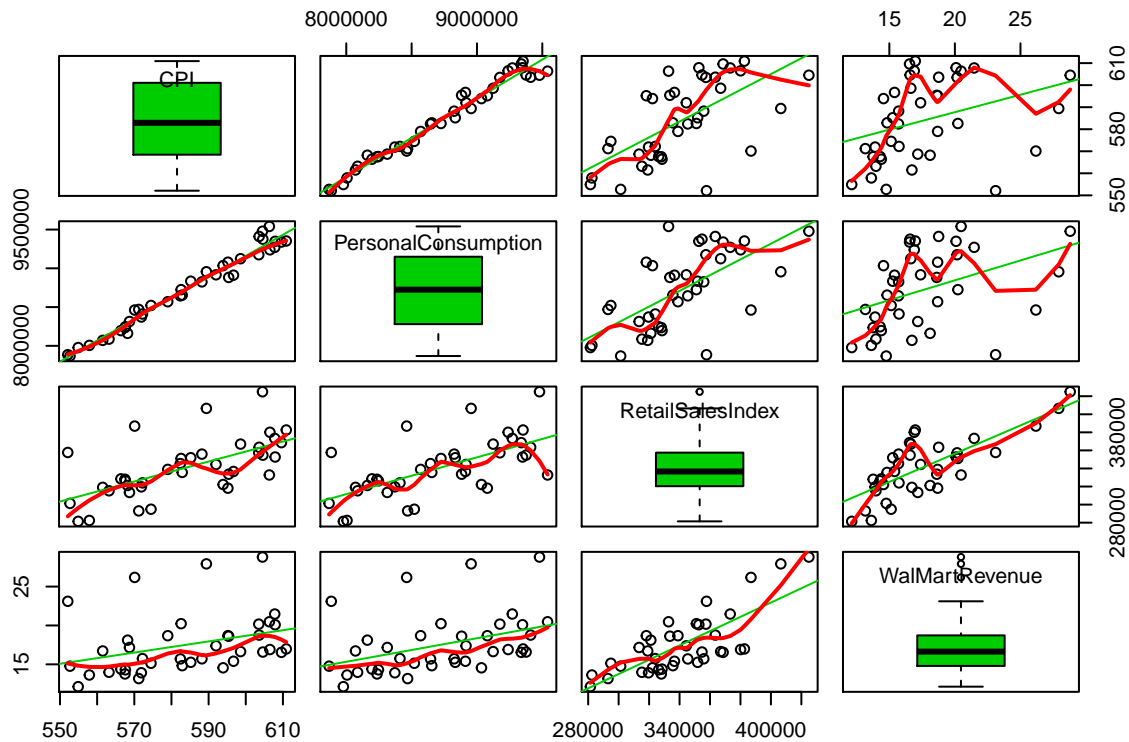 8000000 9000000
15 20 25
CPI
550 580 610
8000000 9500000
PersonalConsumption
RetailSalesIndex
280000 380000
15 25
WalMartRevenue
550 570 590 610
280000 340000 400000